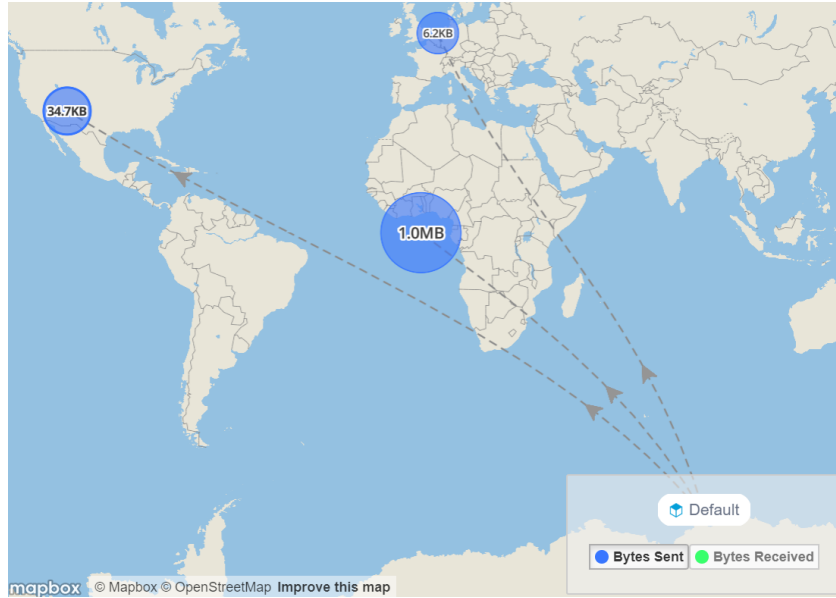 6.2KB
34.7KB
1.0MB
Default
Bytes Sent
Bytes Received
mapbox © Mapbox © OpenStreetMap Improve this map